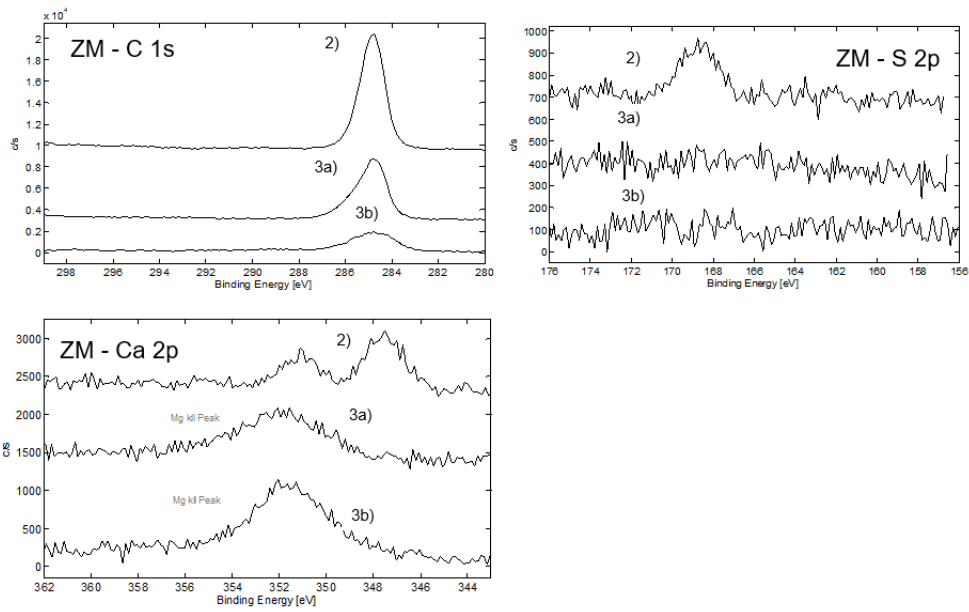 x 10⁴
ZM - C 1s
2)
3a)
3b)
2
1.8
1.6
1.4
1.2
1
0.8
0.6
0.4
0.2
0
c/s
298 296 294 292 290 288 286 284 282 280
Binding Energy [eV]
ZM - S 2p
2)
3a)
3b)
1000
900
800
700
600
500
400
300
200
100
0
c/s
176 174 172 170 168 166 164 162 160 158 156
Binding Energy [eV]
ZM - Ca 2p
2)
3a)
Mg kll Peak
Mg kll Peak
3b)
3000
2500
2000
1500
1000
500
0
c/s
362 360 358 356 354 352 350 348 346 344
Binding Energy [eV]